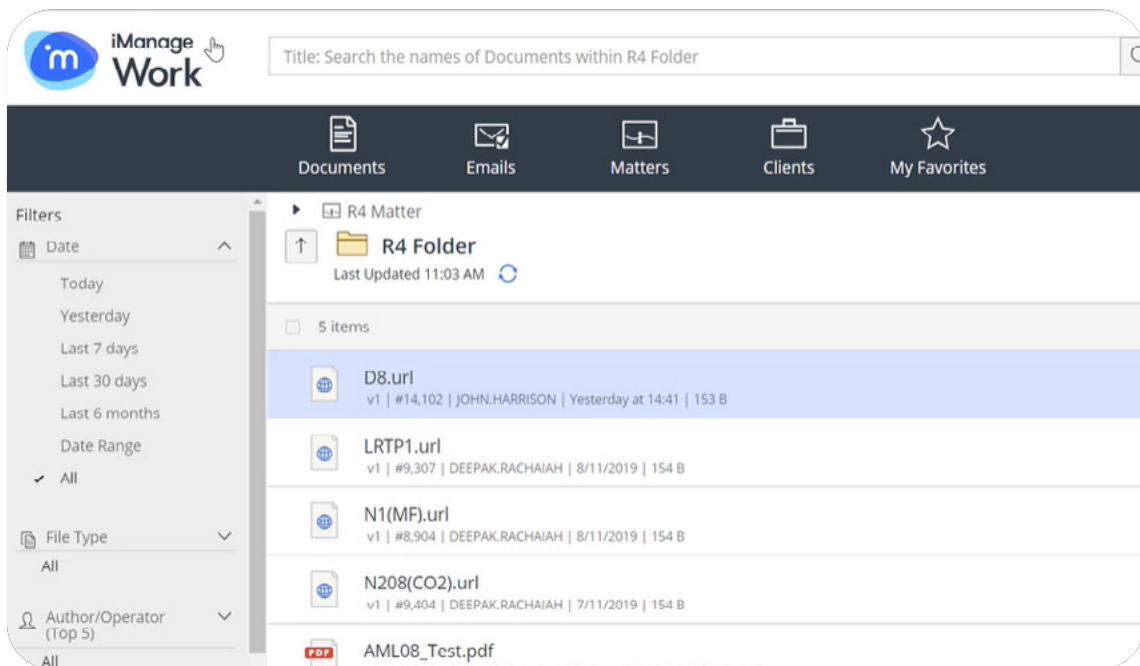 iManage
Work
Title: Search the names of Documents within R4 Folder
Documents
Emails
Matters
Clients
My Favorites
Filters
Date
Today
Yesterday
Last 7 days
Last 30 days
Last 6 months
Date Range
All
File Type
All
Author/Operator
(Top 5)
All
R4 Matter
R4 Folder
Last Updated 11:03 AM
5 items
D8.url
v1 | #14,102 | JOHN.HARRISON | Yesterday at 14:41 | 153 B
LRTP1.url
v1 | #9,307 | DEEPAK.RACHAIAH | 8/11/2019 | 154 B
N1(MF).url
v1 | #8,904 | DEEPAK.RACHAIAH | 8/11/2019 | 154 B
N208(CO2).url
v1 | #9,404 | DEEPAK.RACHAIAH | 7/11/2019 | 154 B
PDF
AML08_Test.pdf